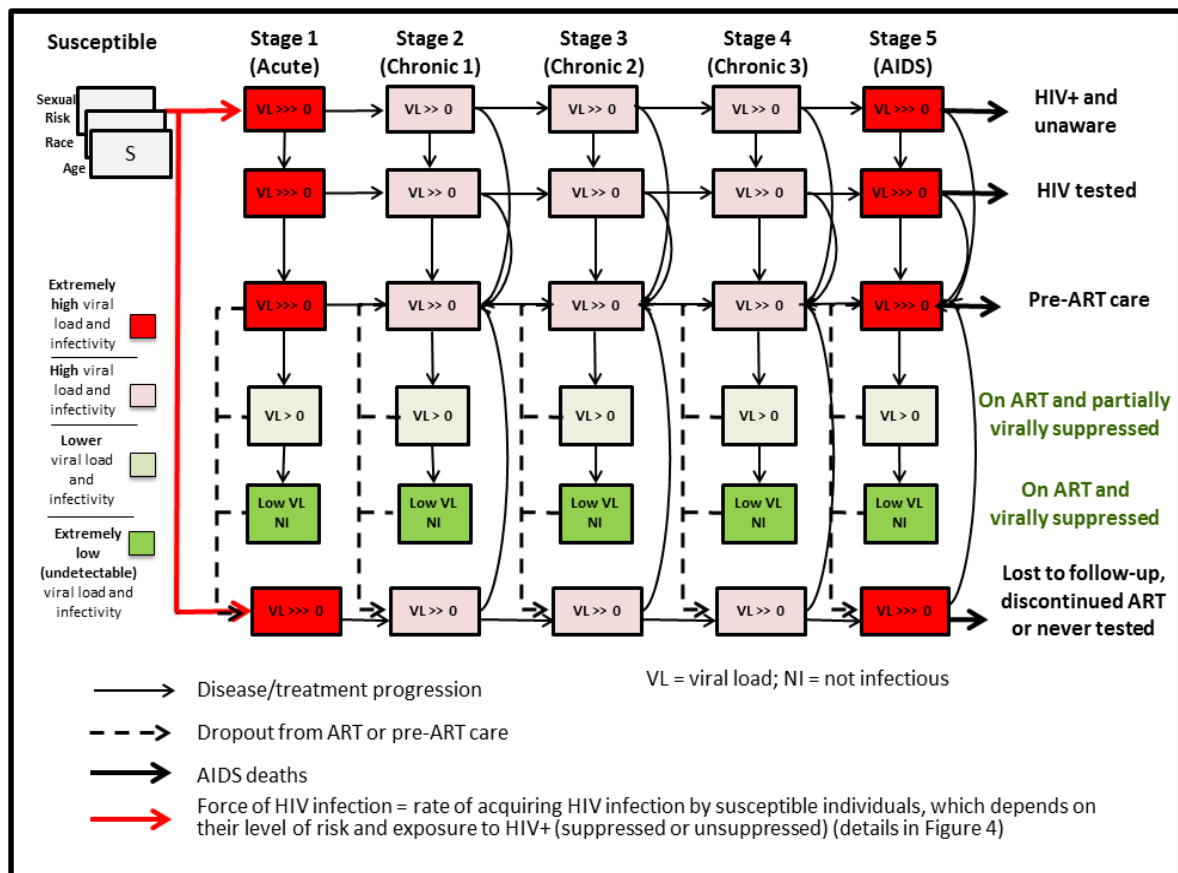 Susceptible
Stage 1
(Acute)
Stage 2
(Chronic 1)
Stage 3
(Chronic 2)
Stage 4
(Chronic 3)
Stage 5
(AIDS)
Sexual
Risk
Race
Age
S
VL >>> 0
VL >> 0
VL >> 0
VL >> 0
VL >>> 0
HIV+ and
unaware
VL >>> 0
VL >> 0
VL >> 0
VL >> 0
VL >>> 0
HIV tested
VL >>> 0
VL >> 0
VL >> 0
VL >> 0
VL >>> 0
Pre-ART care
VL > 0
VL > 0
VL > 0
VL > 0
VL > 0
On ART and partially
virally suppressed
Low VL
NI
Low VL
NI
Low VL
NI
Low VL
NI
Low VL
NI
On ART and
virally suppressed
VL >>> 0
VL >> 0
VL >> 0
VL >> 0
VL >>> 0
Lost to follow-up,
discontinued ART
or never tested
Extremely
high viral
load and
infectivity
High viral
load and
infectivity
Lower
viral load
and
infectivity
Extremely
low
(undetectable)
viral load and
infectivity
VL = viral load; NI = not infectious
Disease/treatment progression
Dropout from ART or pre-ART care
AIDS deaths
Force of HIV infection = rate of acquiring HIV infection by susceptible individuals, which depends on
their level of risk and exposure to HIV+ (suppressed or unsuppressed) (details in Figure 4)